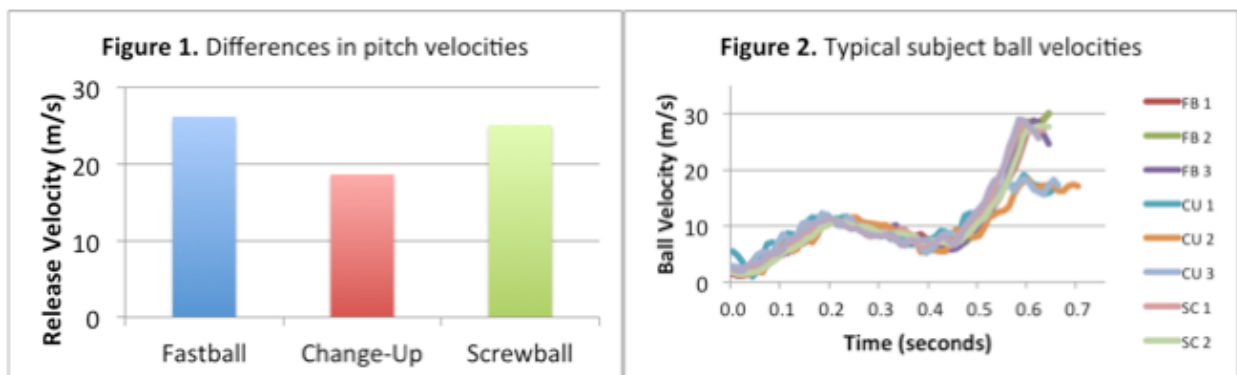 Figure 1. Differences in pitch velocities
Release Velocity (m/s)
30
20
10
0
Fastball
Change-Up
Screwball
Figure 2. Typical subject ball velocities
Ball Velocity (m/s)
30
20
10
0
0.0 0.1 0.2 0.3 0.4 0.5 0.6 0.7
Time (seconds)
FB 1
FB 2
FB 3
CU 1
CU 2
CU 3
SC 1
SC 2